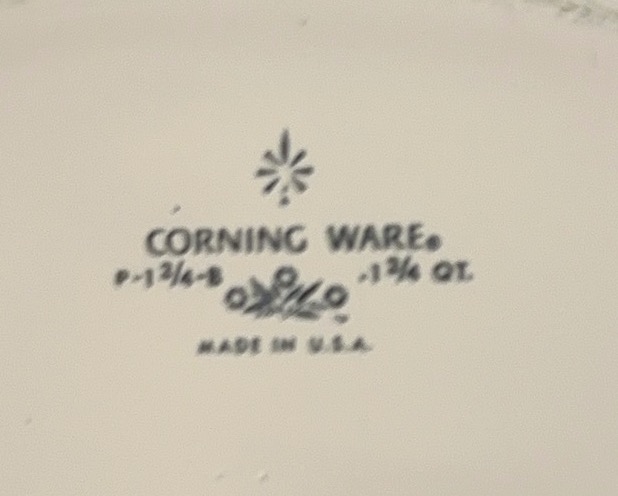 CORNING WARE®
P-1 3/4-B 1 3/4 QT.
MADE IN U.S.A.